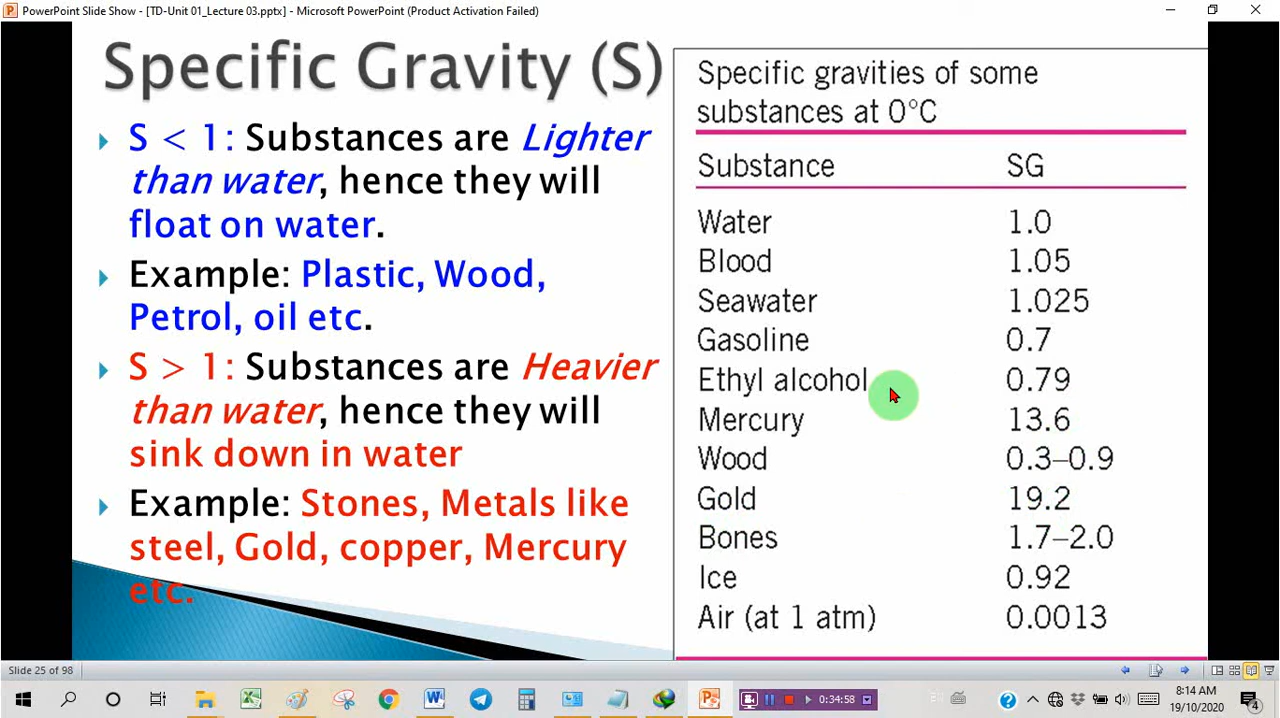 PowerPoint Slide Show - [TD-Unit 01_Lecture 03.pptx] - Microsoft PowerPoint (Product Activation Failed)
Specific Gravity (S)
S < 1: Substances are Lighter
than water, hence they will
float on water.
Example: Plastic, Wood,
Petrol, oil etc.
S > 1: Substances are Heavier
than water, hence they will
sink down in water
Example: Stones, Metals like
steel, Gold, copper, Mercury
etc.
Specific gravities of some
substances at 0°C
Substance SG
Water 1.0
Blood 1.05
Seawater 1.025
Gasoline 0.7
Ethyl alcohol 0.79
Mercury 13.6
Wood 0.3–0.9
Gold 19.2
Bones 1.7–2.0
Ice 0.92
Air (at 1 atm) 0.0013
Slide 25 of 98
0:34:58
8:14 AM
19/10/2020
4